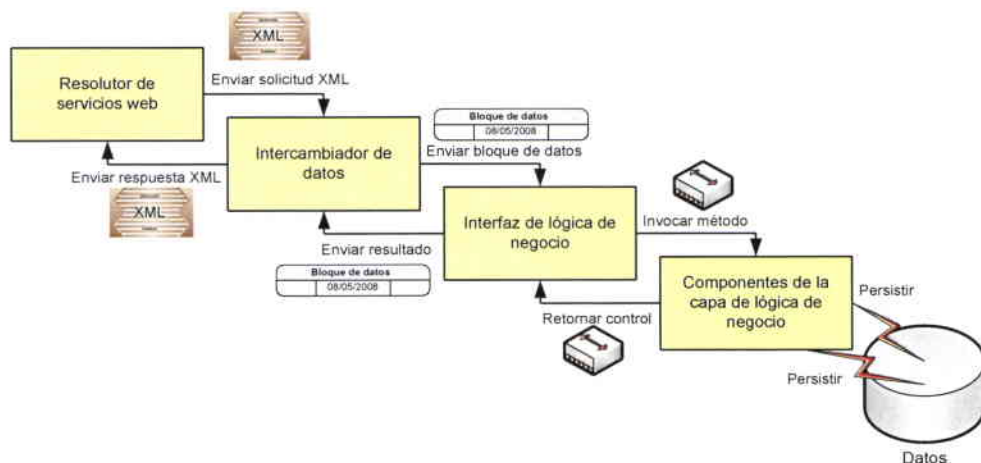 XML
Resolutor de
servicios web
Enviar solicitud XML
Bloque de datos
08/05/2008
Intercambiador de
datos
Enviar bloque de datos
Enviar respuesta XML
XML
Interfaz de lógica de
negocio
Invocar método
Enviar resultado
Bloque de datos
08/05/2008
Componentes de la
capa de lógica de
negocio
Persistir
Retornar control
Persistir
Datos